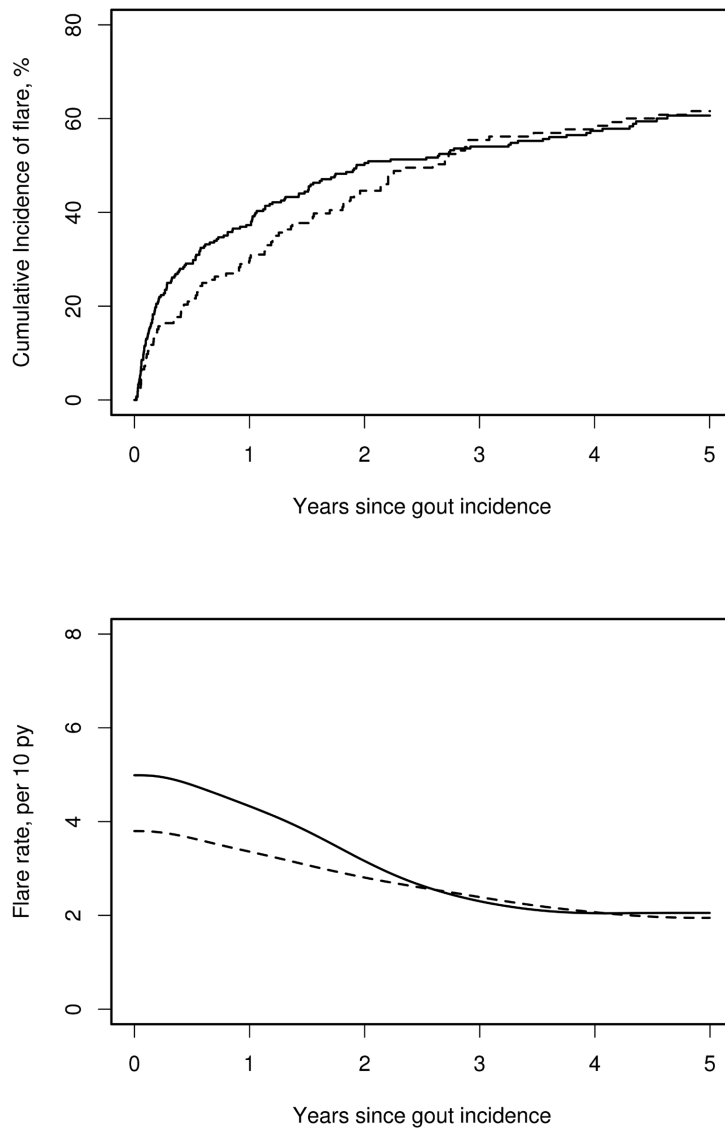 Cumulative Incidence of flare, %
80
60
40
20
0
0 1 2 3 4 5
Years since gout incidence
Flare rate, per 10 py
8
6
4
2
0
0 1 2 3 4 5
Years since gout incidence